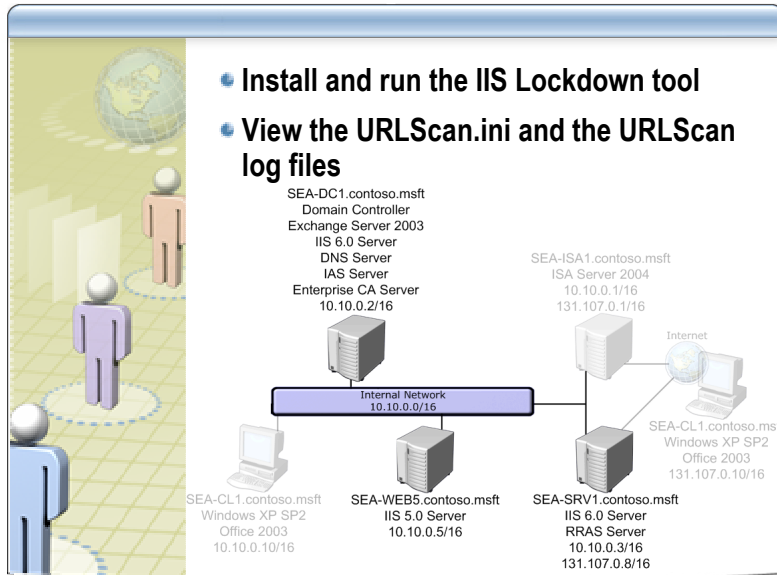 Install and run the IIS Lockdown tool
View the URLScan.ini and the URLScan
log files
SEA-DC1.contoso.msft
Domain Controller
Exchange Server 2003
IIS 6.0 Server
DNS Server
IAS Server
Enterprise CA Server
10.10.0.2/16
SEA-ISA1.contoso.msft
ISA Server 2004
10.10.0.1/16
131.107.0.1/16
Internet
Internal Network
10.10.0.0/16
SEA-CL1.contoso.ms
Windows XP SP2
Office 2003
131.107.0.10/16
SEA-CL1.contoso.msft
Windows XP SP2
Office 2003
10.10.0.10/16
SEA-WEB5.contoso.msft
IIS 5.0 Server
10.10.0.5/16
SEA-SRV1.contoso.msft
IIS 6.0 Server
RRAS Server
10.10.0.3/16
131.107.0.8/16